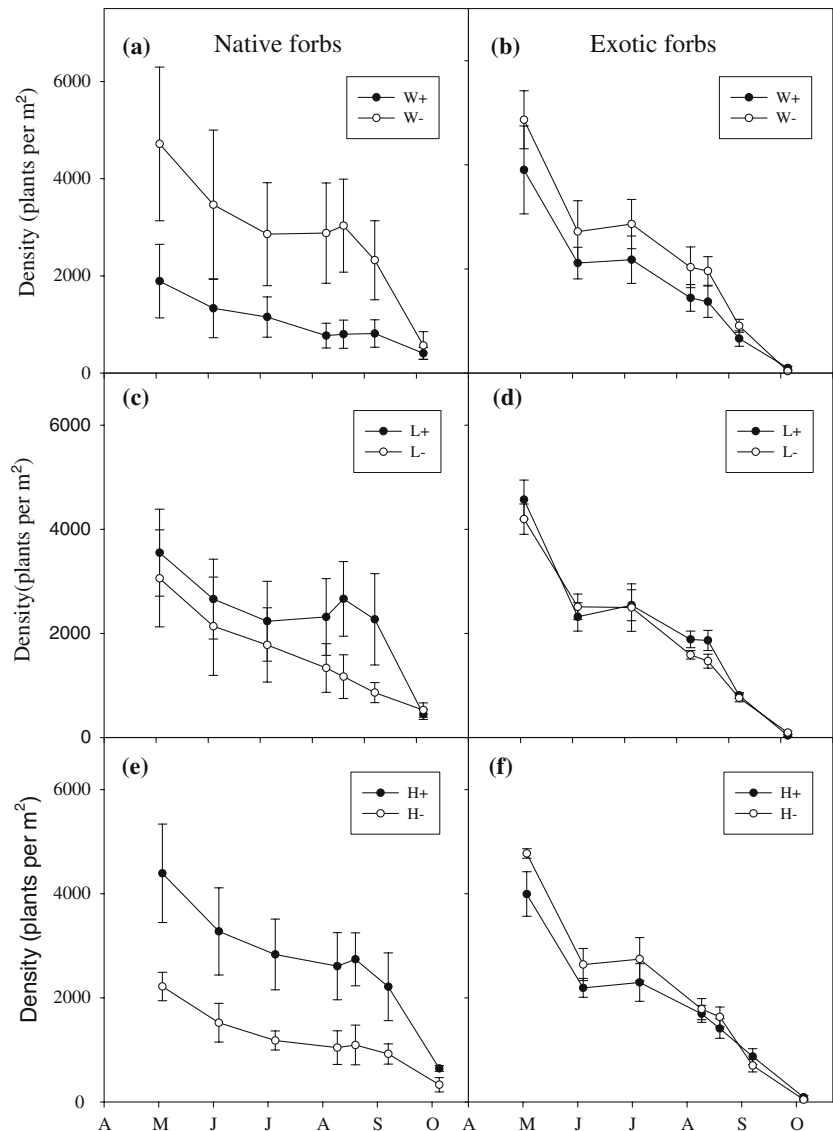 (a) Native forbs
(b) Exotic forbs
W+
W-
W+
W-
Density (plants per m²)
6000
4000
2000
0
(c)
(d)
L+
L-
L+
L-
Density(plants per m²)
6000
4000
2000
0
(e)
(f)
H+
H-
H+
H-
Density (plants per m²)
6000
4000
2000
0
A M J J A S O
A M J J A S O